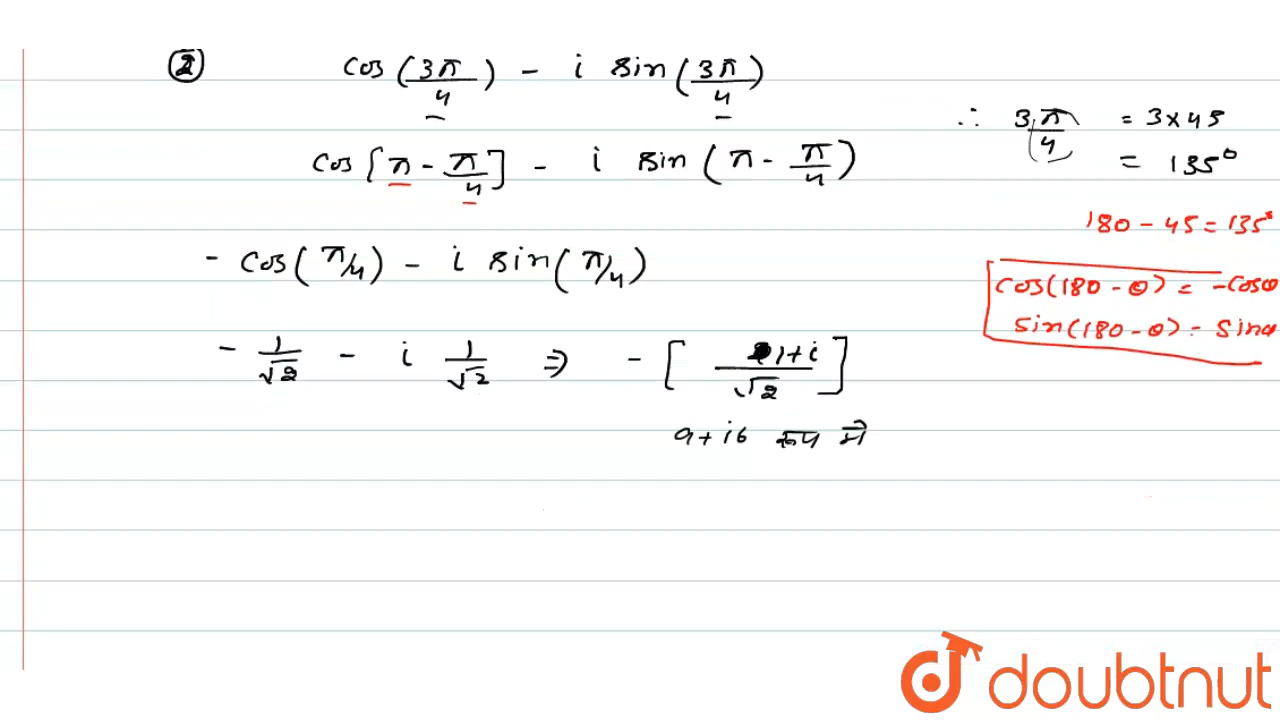 ② cos(3π/4) - i sin(3π/4)
cos[π - π/4] - i sin(π - π/4)
- cos(π/4) - i sin(π/4)
- 1/√2 - i 1/√2 ⇒ - [1+i/√2]
a+ib रूप में
∴ 3π/4 = 3×45
= 135°
180 - 45 = 135°
cos(180 - θ) = -cosθ
sin(180 - θ) - sinθ
doubtnut